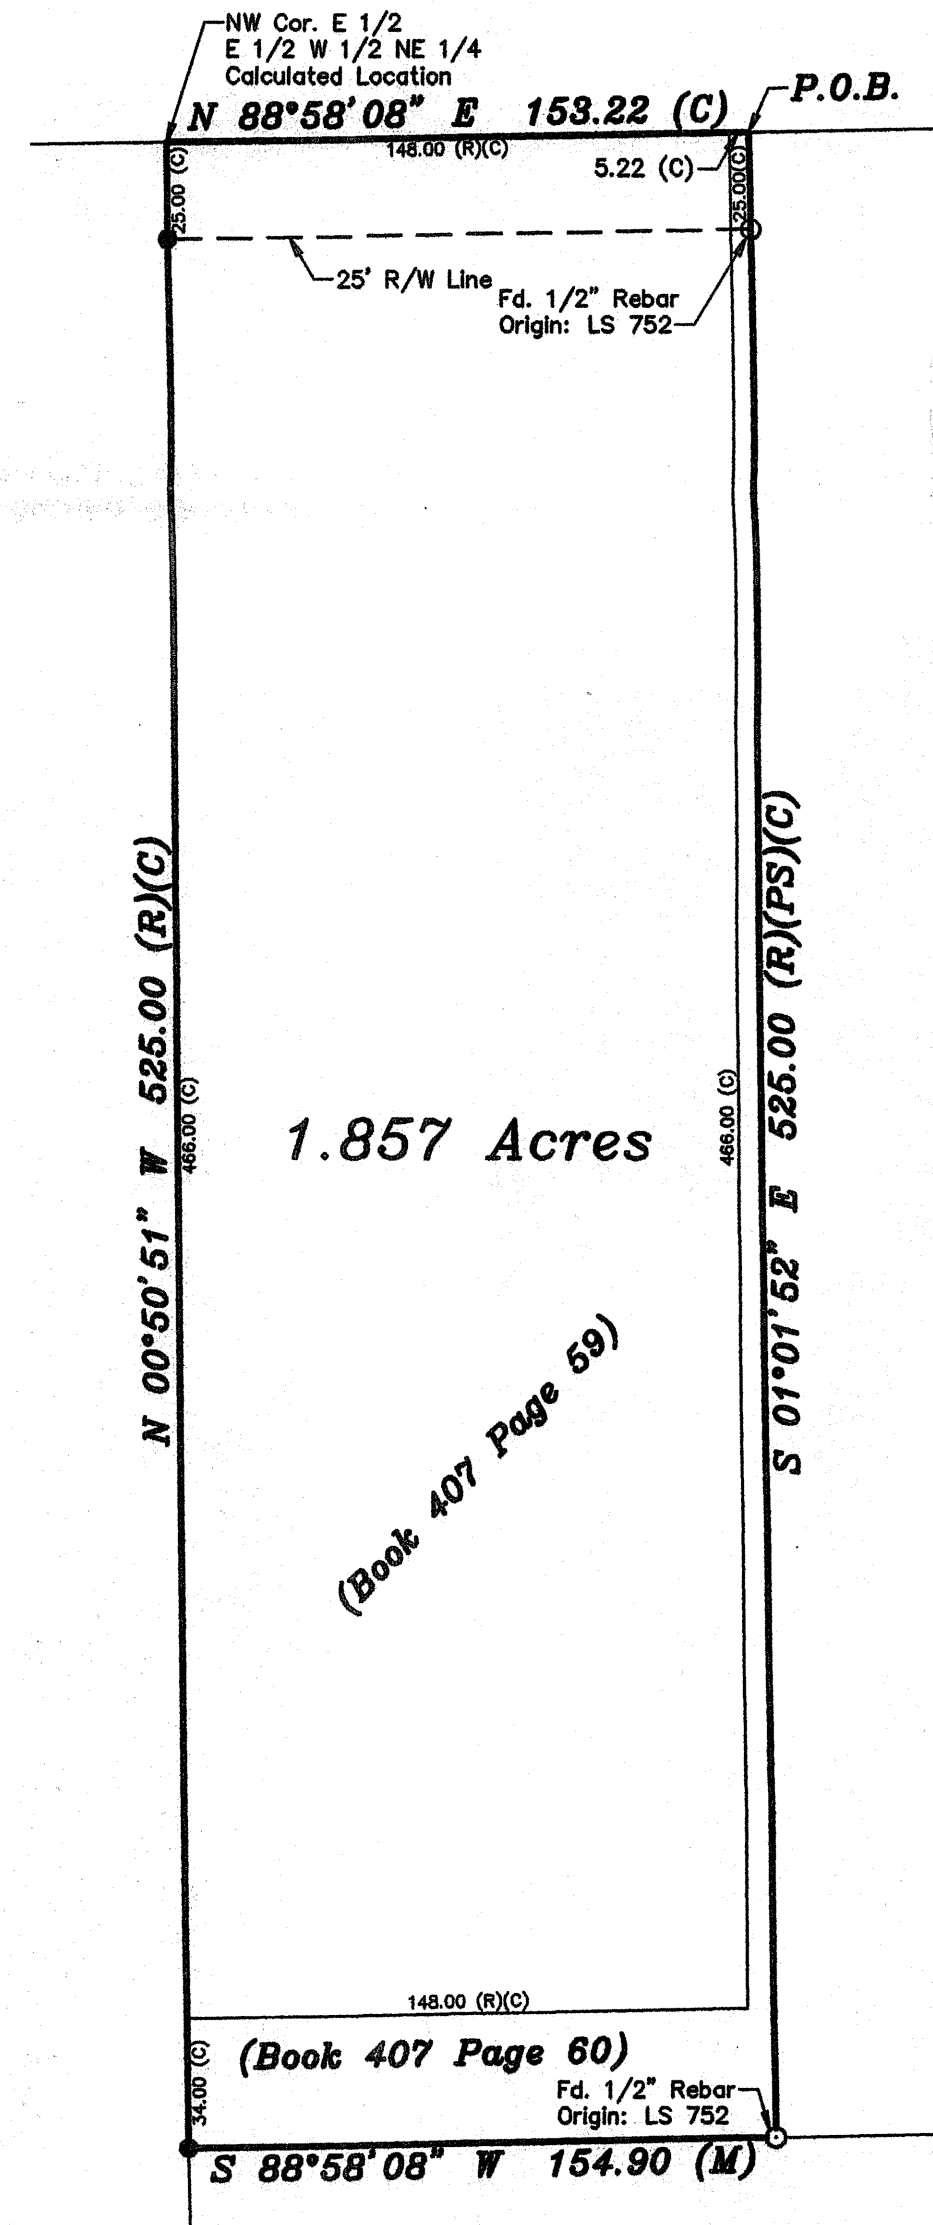 NW Cor. E 1/2
E 1/2 W 1/2 NE 1/4
Calculated Location
P.O.B.
N 88°58'08" E 153.22 (C)
148.00 (R)(C)
5.22 (C)
25.00 (C)
25.00(C)
25' R/W Line
Fd. 1/2" Rebar
Origin: LS 752
N 00°50'51" W 525.00 (R)(C)
466.00 (C)
1.857 Acres
466.00 (C)
S 01°01'52" E 525.00 (R)(PS)(C)
(Book 407 Page 59)
148.00 (R)(C)
34.00 (C)
(Book 407 Page 60)
Fd. 1/2" Rebar
Origin: LS 752
S 88°58'08" W 154.90 (M)